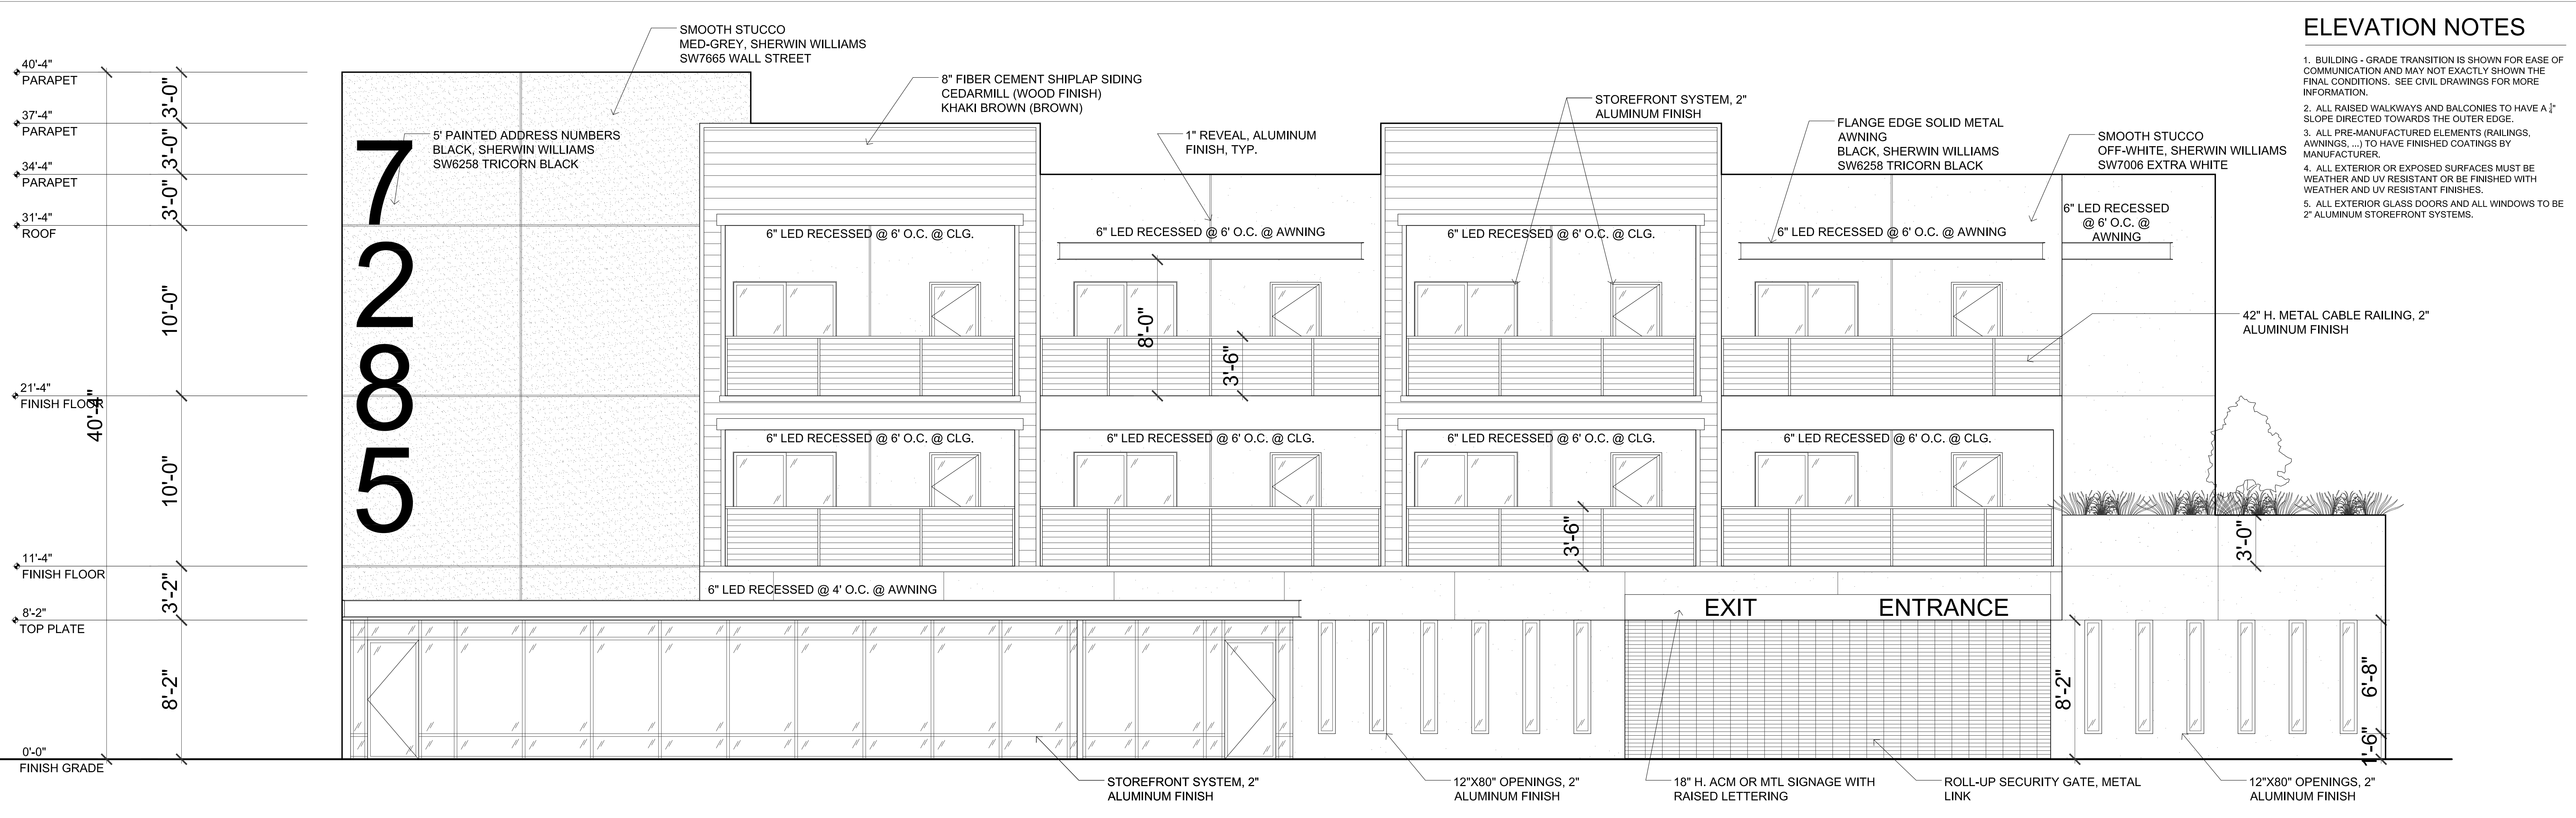 SMOOTH STUCCO
MED-GREY, SHERWIN WILLIAMS
SW7665 WALL STREET
8" FIBER CEMENT SHIPLAP SIDING
CEDARMILL (WOOD FINISH)
KHAKI BROWN (BROWN)
5' PAINTED ADDRESS NUMBERS
BLACK, SHERWIN WILLIAMS
SW6258 TRICORN BLACK
1" REVEAL, ALUMINUM
FINISH, TYP.
STOREFRONT SYSTEM, 2"
ALUMINUM FINISH
FLANGE EDGE SOLID METAL
AWNING
BLACK, SHERWIN WILLIAMS
SW6258 TRICORN BLACK
SMOOTH STUCCO
OFF-WHITE, SHERWIN WILLIAMS
SW7006 EXTRA WHITE
ELEVATION NOTES
1. BUILDING - GRADE TRANSITION IS SHOWN FOR EASE OF
COMMUNICATION AND MAY NOT EXACTLY SHOWN THE
FINAL CONDITIONS. SEE CIVIL DRAWINGS FOR MORE
INFORMATION.
2. ALL RAISED WALKWAYS AND BALCONIES TO HAVE A ¼"
SLOPE DIRECTED TOWARDS THE OUTER EDGE.
3. ALL PRE-MANUFACTURED ELEMENTS (RAILINGS,
AWNINGS, ...) TO HAVE FINISHED COATINGS BY
MANUFACTURER.
4. ALL EXTERIOR OR EXPOSED SURFACES MUST BE
WEATHER AND UV RESISTANT OR BE FINISHED WITH
WEATHER AND UV RESISTANT FINISHES.
5. ALL EXTERIOR GLASS DOORS AND ALL WINDOWS TO BE
2" ALUMINUM STOREFRONT SYSTEMS.
40'-4"
PARAPET
37'-4"
PARAPET
34'-4"
PARAPET
31'-4"
ROOF
21'-4"
FINISH FLOOR
11'-4"
FINISH FLOOR
8'-2"
TOP PLATE
0'-0"
FINISH GRADE
40'-4"
3'-0"
3'-0"
3'-0"
10'-0"
10'-0"
3'-2"
8'-2"
7
2
8
5
6" LED RECESSED @ 6' O.C. @ CLG.
6" LED RECESSED @ 6' O.C. @ AWNING
6" LED RECESSED @ 6' O.C. @ CLG.
6" LED RECESSED @ 6' O.C. @ AWNING
6" LED RECESSED
@ 6' O.C. @
AWNING
8'-0"
3'-6"
42" H. METAL CABLE RAILING, 2"
ALUMINUM FINISH
6" LED RECESSED @ 6' O.C. @ CLG.
6" LED RECESSED @ 6' O.C. @ CLG.
6" LED RECESSED @ 6' O.C. @ CLG.
6" LED RECESSED @ 6' O.C. @ CLG.
3'-6"
3'-0"
6" LED RECESSED @ 4' O.C. @ AWNING
EXIT ENTRANCE
8'-2"
6'-8"
1'-6"
STOREFRONT SYSTEM, 2"
ALUMINUM FINISH
12"X80" OPENINGS, 2"
ALUMINUM FINISH
18" H. ACM OR MTL SIGNAGE WITH
RAISED LETTERING
ROLL-UP SECURITY GATE, METAL
LINK
12"X80" OPENINGS, 2"
ALUMINUM FINISH